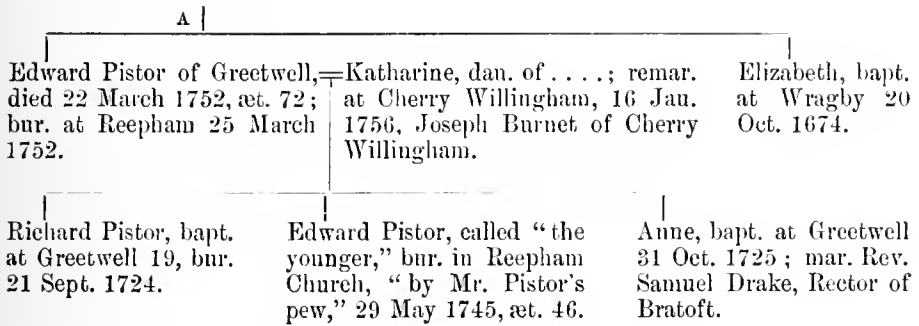 A
Edward Pistor of Greetwell,
died 22 March 1752, æt. 72;
bur. at Reepham 25 March
1752.
Katharine, dau. of . . . .; remar.
at Cherry Willingham, 16 Jan.
1756, Joseph Burnet of Cherry
Willingham.
Elizabeth, bapt.
at Wragby 20
Oct. 1674.
Richard Pistor, bapt.
at Greetwell 19, bur.
21 Sept. 1724.
Edward Pistor, called "the
younger," bur. in Reepham
Church, "by Mr. Pistor's
pew," 29 May 1745, æt. 46.
Anne, bapt. at Greetwell
31 Oct. 1725; mar. Rev.
Samuel Drake, Rector of
Bratoft.